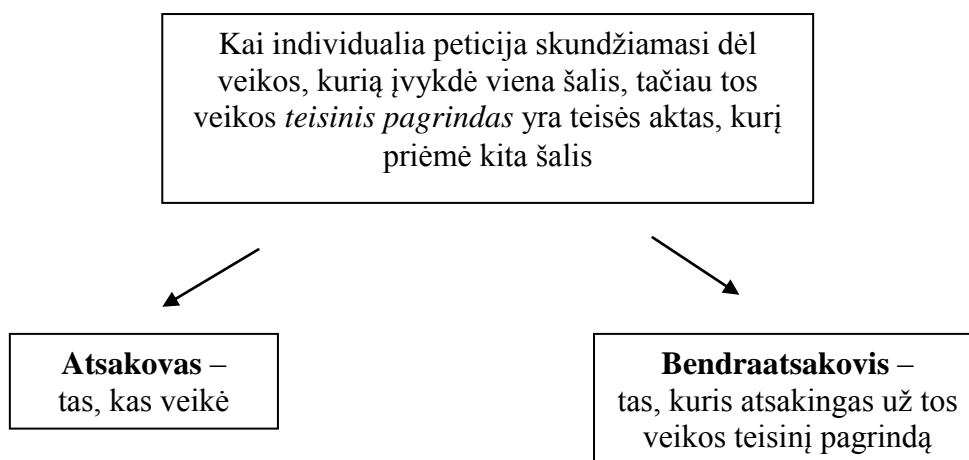 Kai individualia peticija skundžiamasi dėl
veikos, kurią įvykdė viena šalis, tačiau tos
veikos teisinis pagrindas yra teisės aktas, kurį
priėmė kita šalis
Atsakovas –
tas, kas veikė
Bendraatsakovis –
tas, kuris atsakingas už tos
veikos teisinį pagrindą